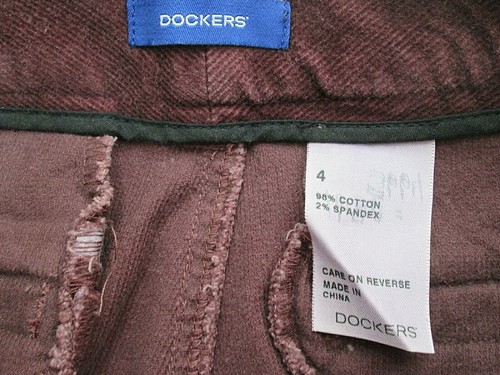 DOCKERS®
4
98% COTTON
2% SPANDEX
CARE ON REVERSE
MADE IN
CHINA
DOCKERS®